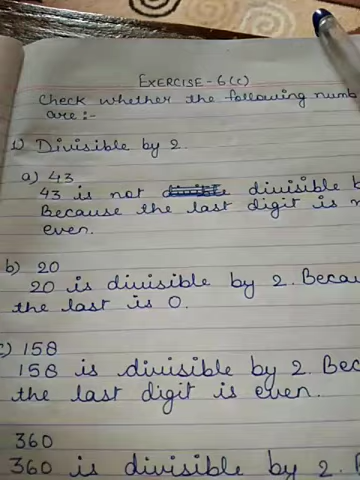 EXERCISE - 6 (C)
Check whether the following numb
are :-
1) Divisible by 2.
a) 43
43 is not divisible b
Because the last digit is
even.
b) 20
20 is divisible by 2. Becau
the last is 0.
c) 158
158 is divisible by 2. Bec
the last digit is even.
360
360 is divisible by 2.